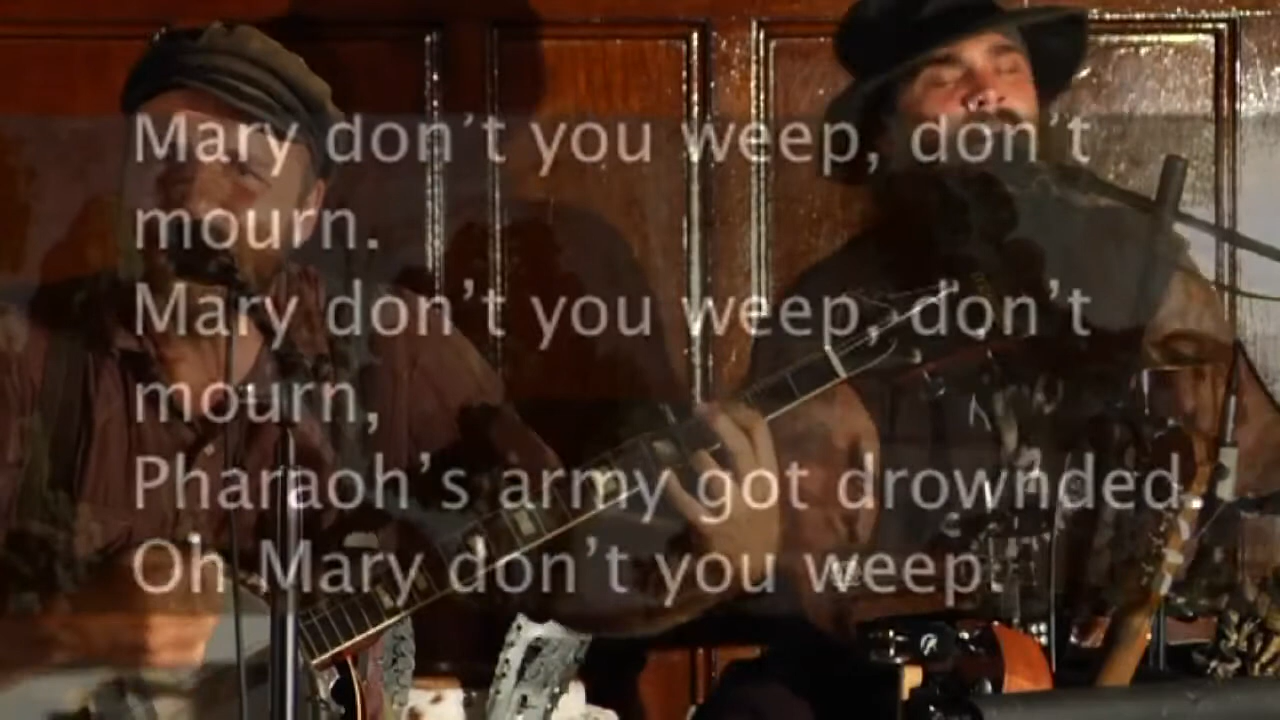 Mary don't you weep, don't
mourn.
Mary don't you weep, don't
mourn,
Pharaoh's army got drownded
Oh Mary don't you weep.